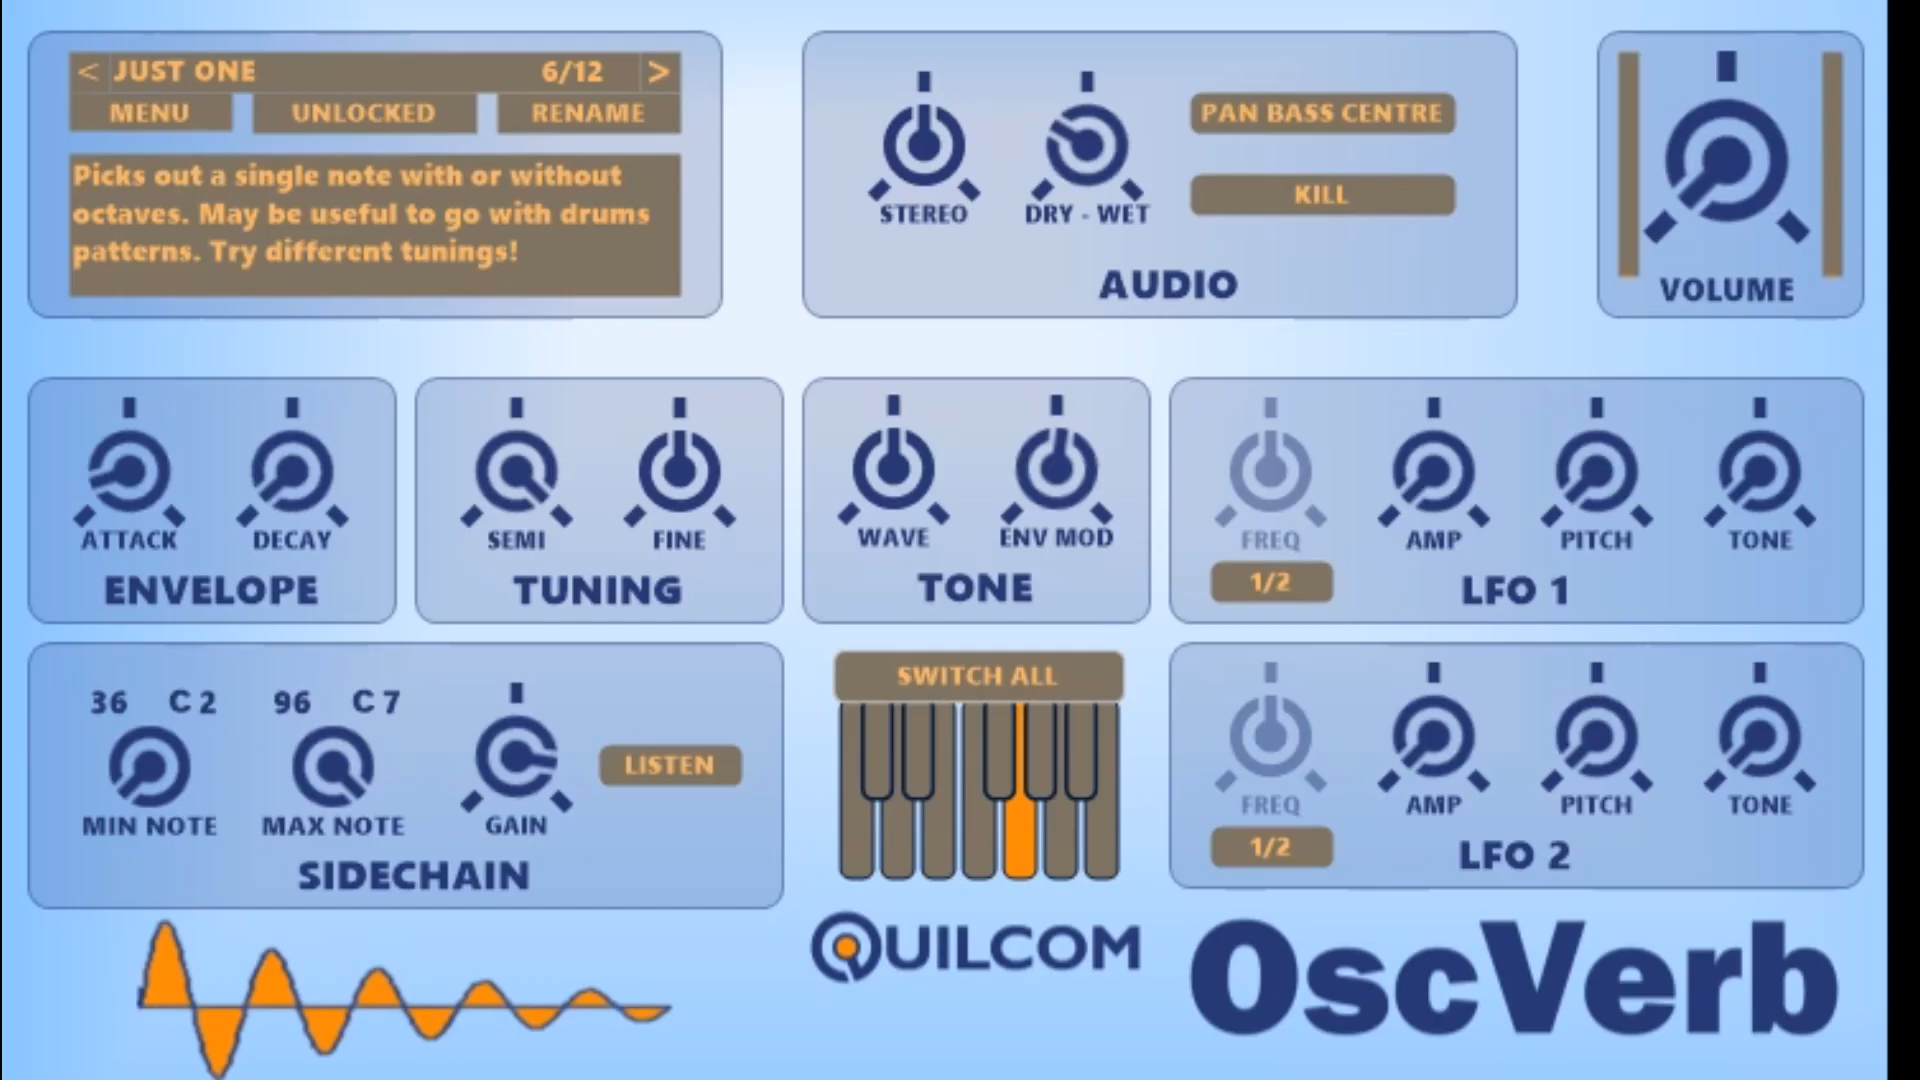 < JUST ONE 6/12 >
MENU UNLOCKED RENAME
Picks out a single note with or without
octaves. May be useful to go with drums
patterns. Try different tunings!
STEREO DRY - WET
PAN BASS CENTRE
KILL
AUDIO
VOLUME
ATTACK DECAY
ENVELOPE
SEMI FINE
TUNING
WAVE ENV MOD
TONE
FREQ AMP PITCH TONE
1/2
LFO 1
36 C 2 96 C 7
MIN NOTE MAX NOTE GAIN
LISTEN
SIDECHAIN
SWITCH ALL
FREQ AMP PITCH TONE
1/2
LFO 2
QUILCOM
OscVerb